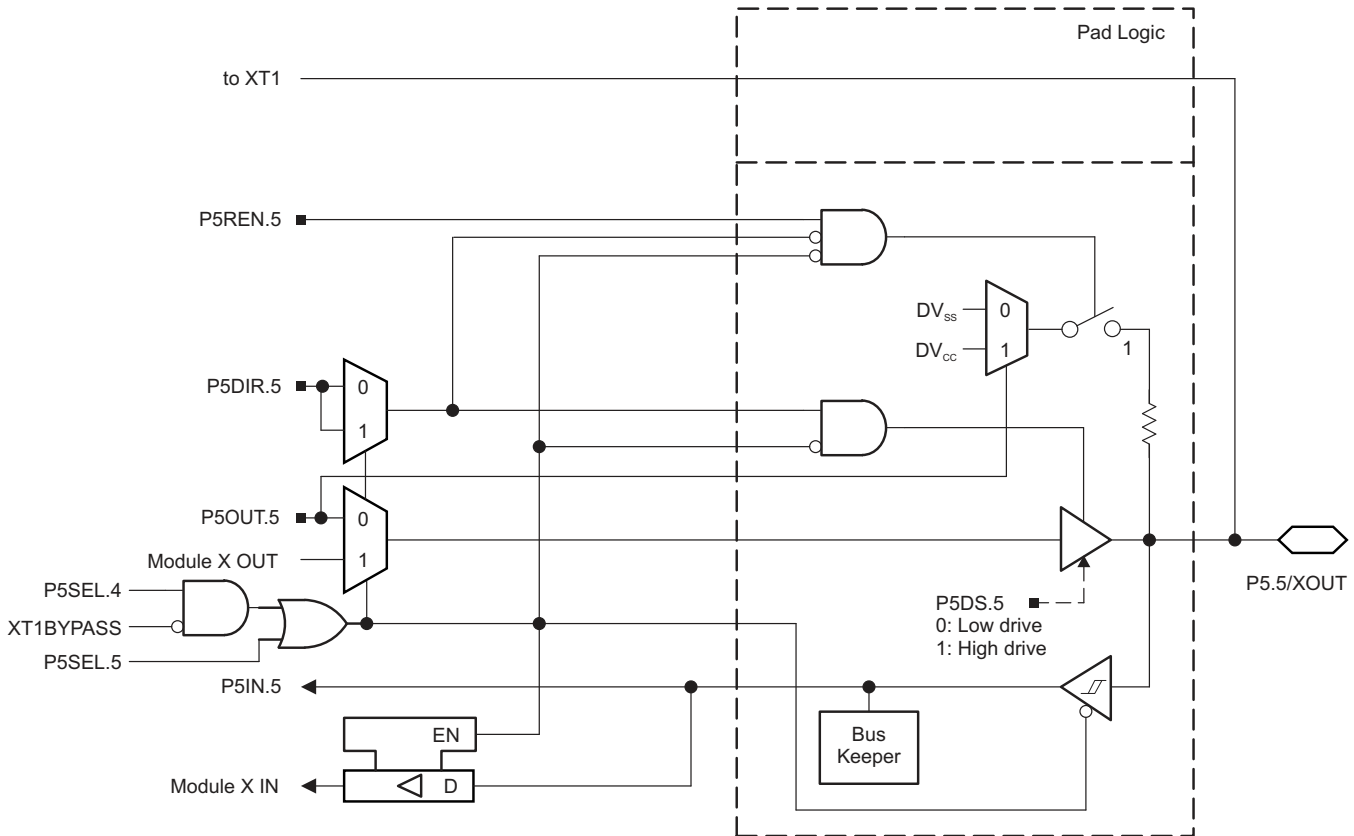 Pad Logic
to XT1
P5REN.5
DVSS
0
DVCC
1
1
P5DIR.5
0
1
P5OUT.5
0
Module X OUT
1
P5SEL.4
XT1BYPASS
P5SEL.5
P5.5/XOUT
P5DS.5
0: Low drive
1: High drive
P5IN.5
EN
Bus
Keeper
Module X IN
D